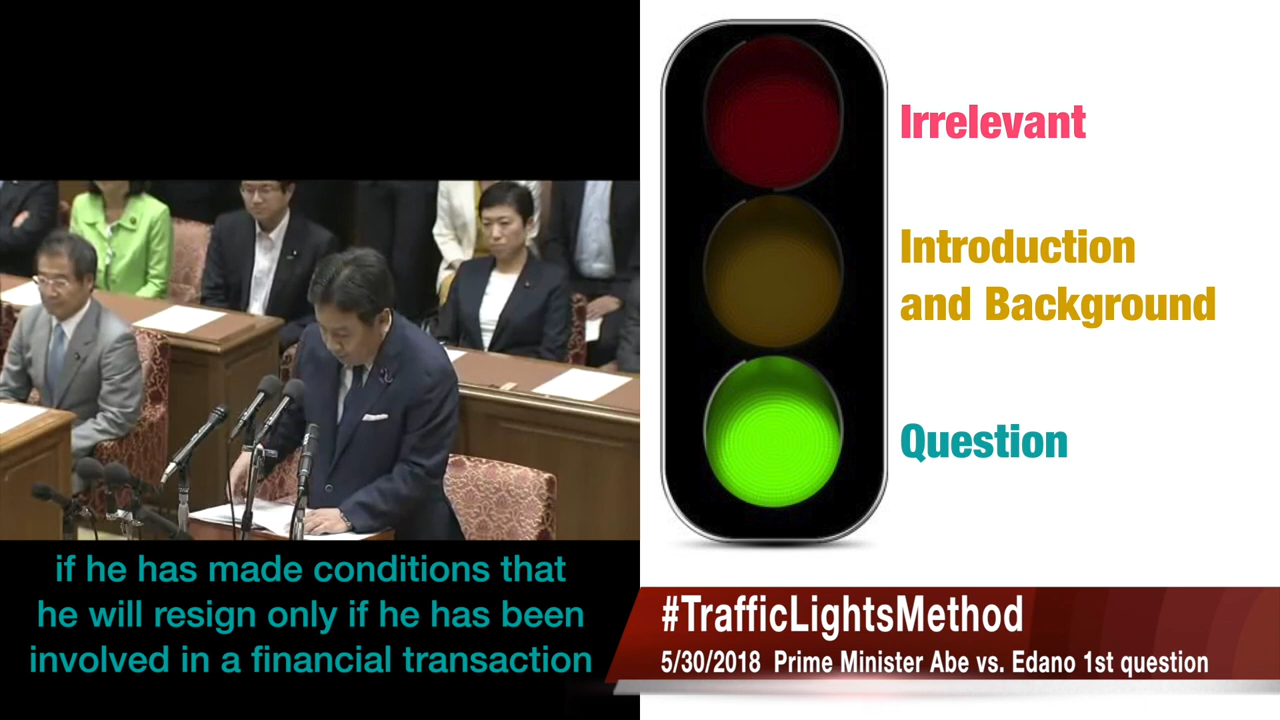 Irrelevant
Introduction
and Background
Question
if he has made conditions that
he will resign only if he has been
involved in a financial transaction
#TrafficLightsMethod
5/30/2018 Prime Minister Abe vs. Edano 1st question